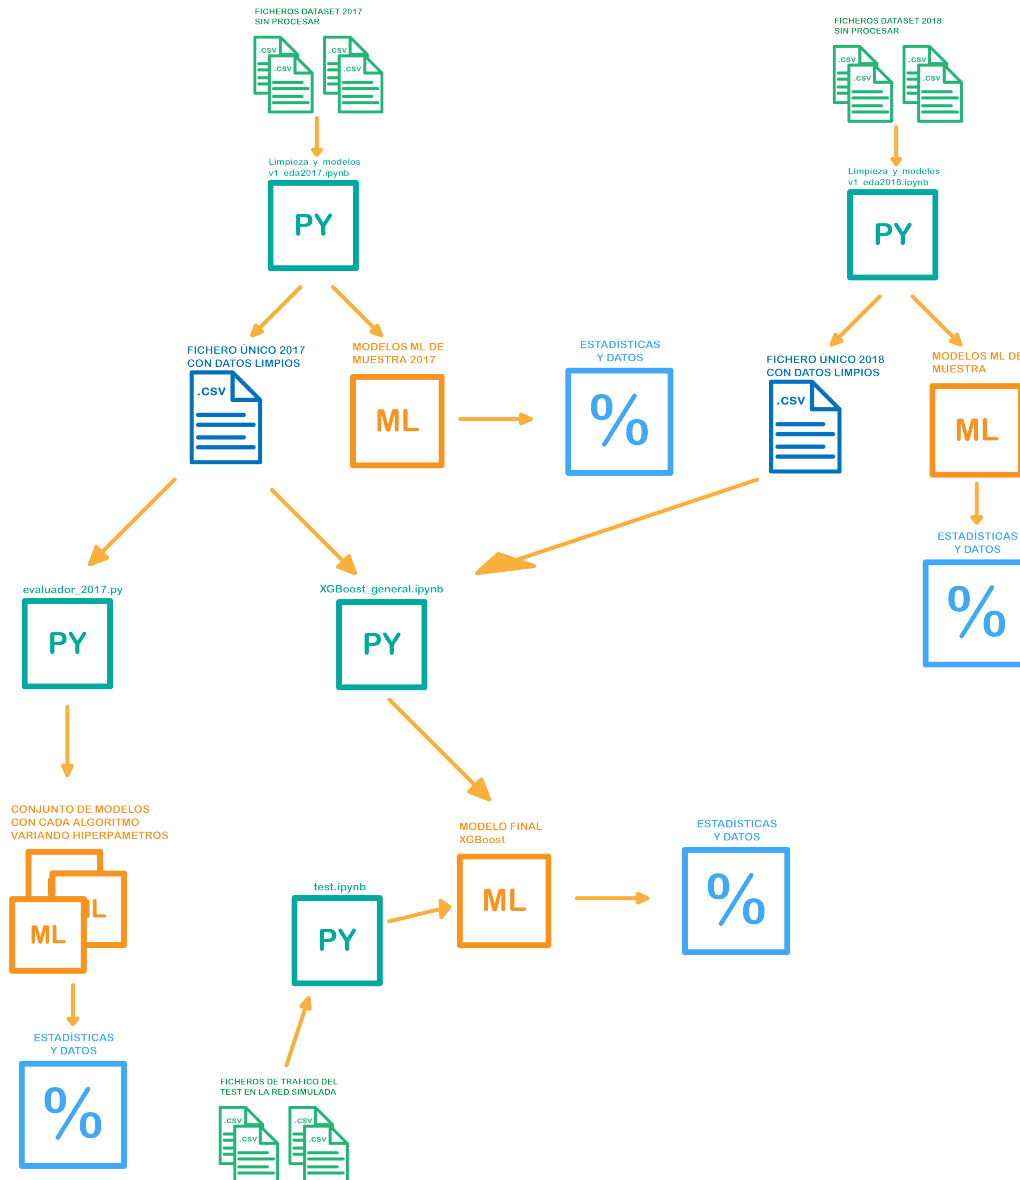 FICHEROS DATASET 2017
SIN PROCESAR
.CSV
.CSV
.CSV
.CSV
FICHEROS DATASET 2018
SIN PROCESAR
.CSV
.CSV
.CSV
.CSV
Limpieza_y_modelos_
v1_eda2017.ipynb
PY
Limpieza_y_modelos_
v1_eda2018.ipynb
PY
FICHERO ÚNICO 2017
CON DATOS LIMPIOS
.CSV
MODELOS ML DE
MUESTRA 2017
ML
ESTADÍSTICAS
Y DATOS
%
FICHERO ÚNICO 2018
CON DATOS LIMPIOS
.CSV
MODELOS ML DE
MUESTRA
ML
ESTADÍSTICAS
Y DATOS
%
evaluador_2017.py
PY
XGBoost_general.ipynb
PY
CONJUNTO DE MODELOS
CON CADA ALGORITMO
VARIANDO HIPERPÁMETROS
ML
ML
MODELO FINAL
XGBoost
ML
ESTADÍSTICAS
Y DATOS
%
test.ipynb
PY
ESTADÍSTICAS
Y DATOS
%
FICHEROS DE TRAFICO DEL
TEST EN LA RED SIMULADA
.CSV
.CSV
.CSV
.CSV